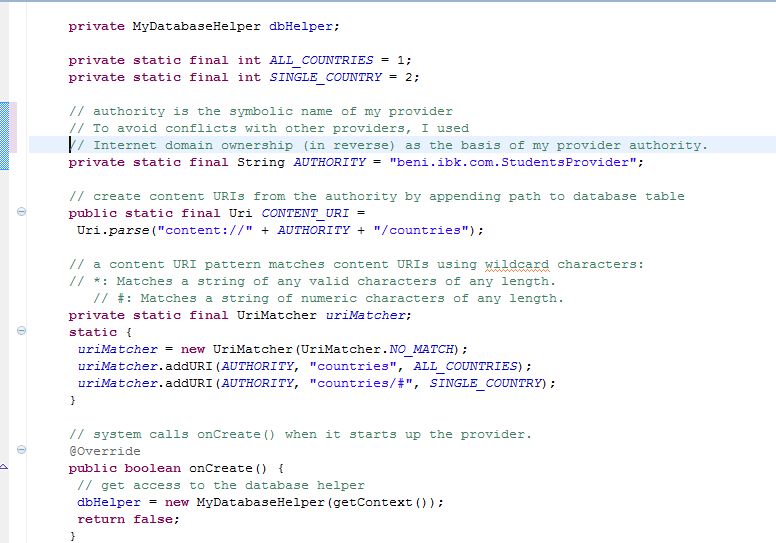 private MyDatabaseHelper dbHelper;
private static final int ALL_COUNTRIES = 1;
private static final int SINGLE_COUNTRY = 2;
// authority is the symbolic name of my provider
// To avoid conflicts with other providers, I used
// Internet domain ownership (in reverse) as the basis of my provider authority.
private static final String AUTHORITY = "beni.ibk.com.StudentsProvider";
// create content URIs from the authority by appending path to database table
public static final Uri CONTENT_URI =
Uri.parse("content://" + AUTHORITY + "/countries");
// a content URI pattern matches content URIs using wildcard characters:
// *: Matches a string of any valid characters of any length.
// #: Matches a string of numeric characters of any length.
private static final UriMatcher uriMatcher;
static {
uriMatcher = new UriMatcher(UriMatcher.NO_MATCH);
uriMatcher.addURI(AUTHORITY, "countries", ALL_COUNTRIES);
uriMatcher.addURI(AUTHORITY, "countries/#", SINGLE_COUNTRY);
}
// system calls onCreate() when it starts up the provider.
@Override
public boolean onCreate() {
// get access to the database helper
dbHelper = new MyDatabaseHelper(getContext());
return false;
}